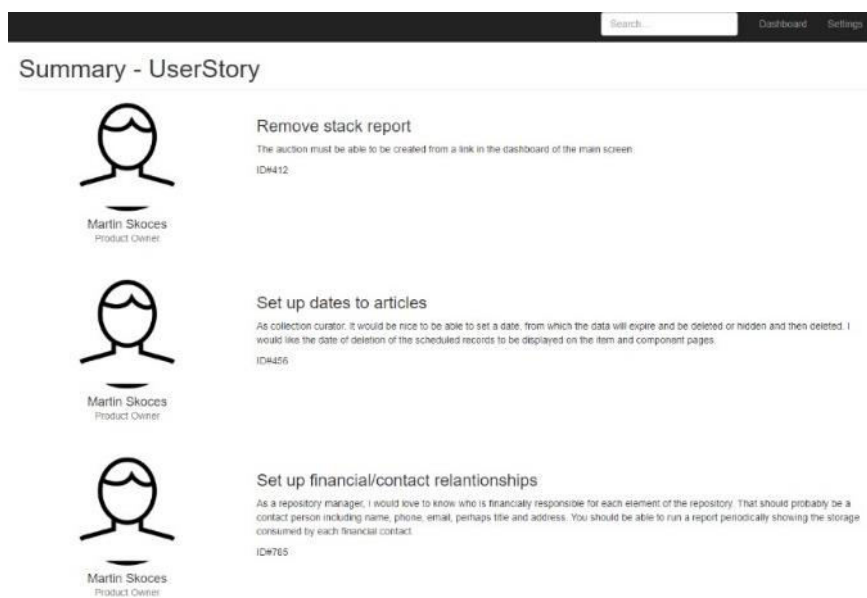 Search...
Dashboard
Settings
Summary - UserStory
Remove stack report
The auction must be able to be created from a link in the dashboard of the main screen.
ID#412
Martin Skoces
Product Owner
Set up dates to articles
As collection curator. It would be nice to be able to set a date, from which the data will expire and be deleted or hidden and then deleted. I
would like the date of deletion of the scheduled records to be displayed on the item and component pages.
ID#456
Martin Skoces
Product Owner
Set up financial/contact relantionships
As a repository manager, I would love to know who is financially responsible for each element of the repository. That should probably be a
contact person including name, phone, email, perhaps title and address. You should be able to run a report periodically showing the storage
consumed by each financial contact.
ID#765
Martin Skoces
Product Owner